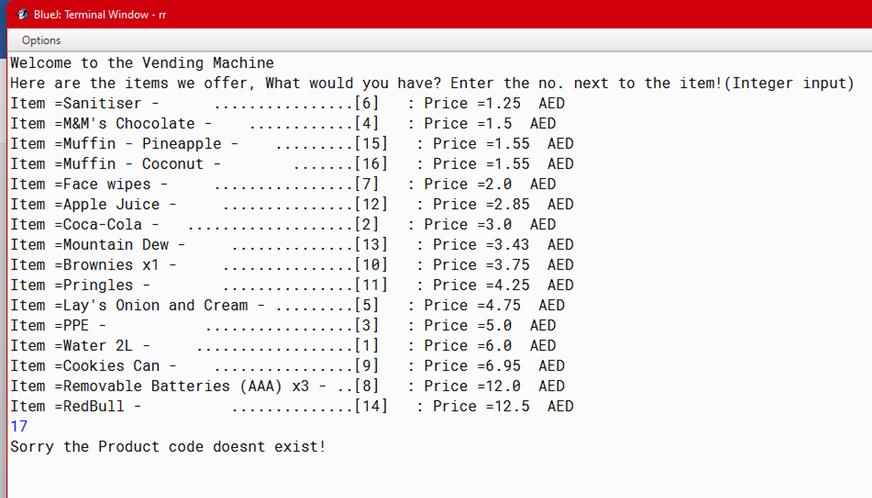 BlueJ: Terminal Window - rr
Options
Welcome to the Vending Machine
Here are the items we offer, What would you have? Enter the no. next to the item!(Integer input)
Item =Sanitiser -      ................[6]   : Price =1.25  AED
Item =M&M's Chocolate -    ............[4]   : Price =1.5  AED
Item =Muffin - Pineapple -    .........[15]   : Price =1.55  AED
Item =Muffin - Coconut -        .......[16]   : Price =1.55  AED
Item =Face wipes -     ................[7]   : Price =2.0  AED
Item =Apple Juice -     ...............[12]   : Price =2.85  AED
Item =Coca-Cola -   ...................[2]   : Price =3.0  AED
Item =Mountain Dew -     ..............[13]   : Price =3.43  AED
Item =Brownies x1 -     ...............[10]   : Price =3.75  AED
Item =Pringles -        ...............[11]   : Price =4.25  AED
Item =Lay's Onion and Cream - .........[5]   : Price =4.75  AED
Item =PPE -           .................[3]   : Price =5.0  AED
Item =Water 2L -     ..................[1]   : Price =6.0  AED
Item =Cookies Can -    ................[9]   : Price =6.95  AED
Item =Removable Batteries (AAA) x3 - ..[8]   : Price =12.0  AED
Item =RedBull -          ..............[14]   : Price =12.5  AED
17
Sorry the Product code doesnt exist!